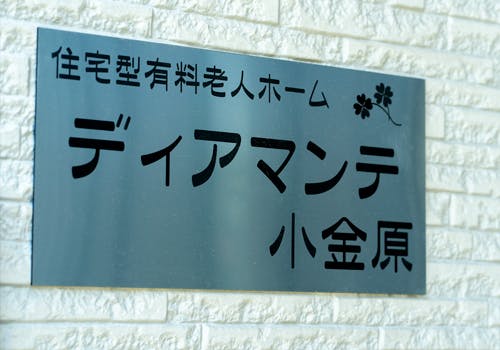 住宅型有料老人ホーム
ディアマンテ
小金原